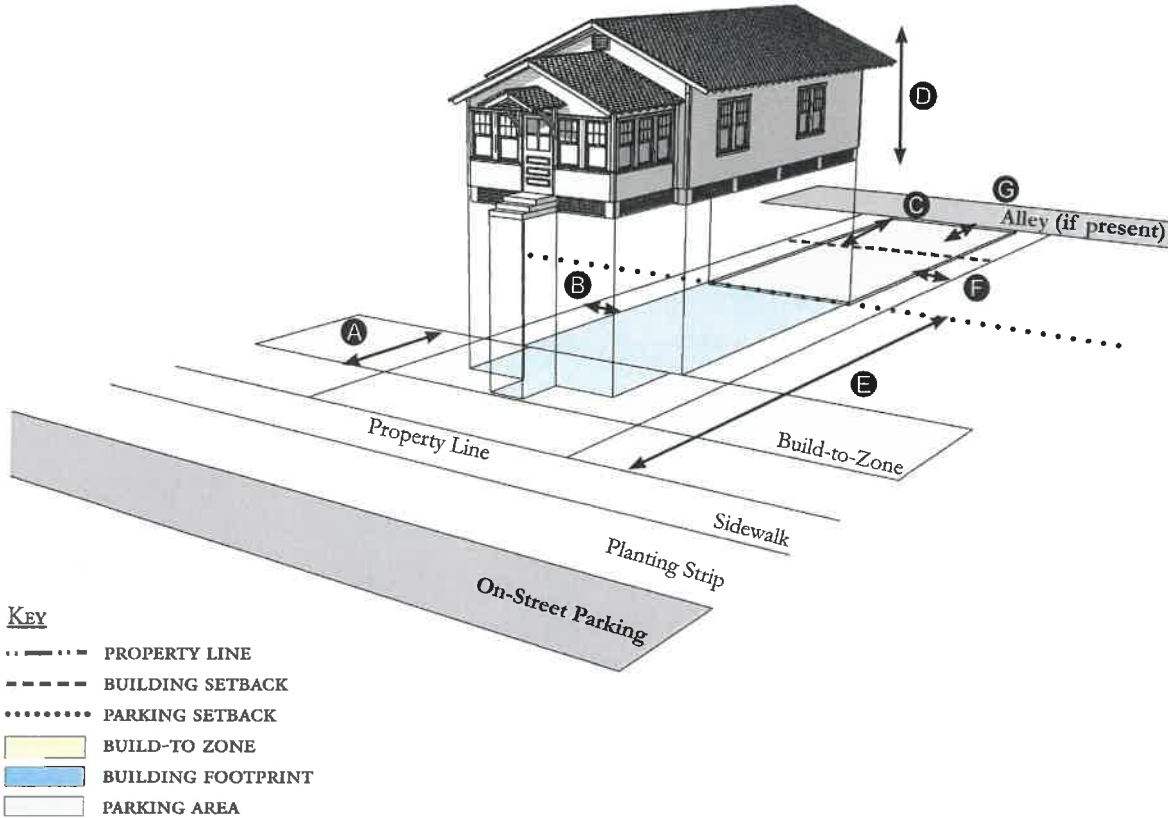 D
G
C
Alley (if present)
B
F
A
E
Property Line
Build-to-Zone
Sidewalk
Planting Strip
On-Street Parking
KEY
PROPERTY LINE
BUILDING SETBACK
PARKING SETBACK
BUILD-TO ZONE
BUILDING FOOTPRINT
PARKING AREA